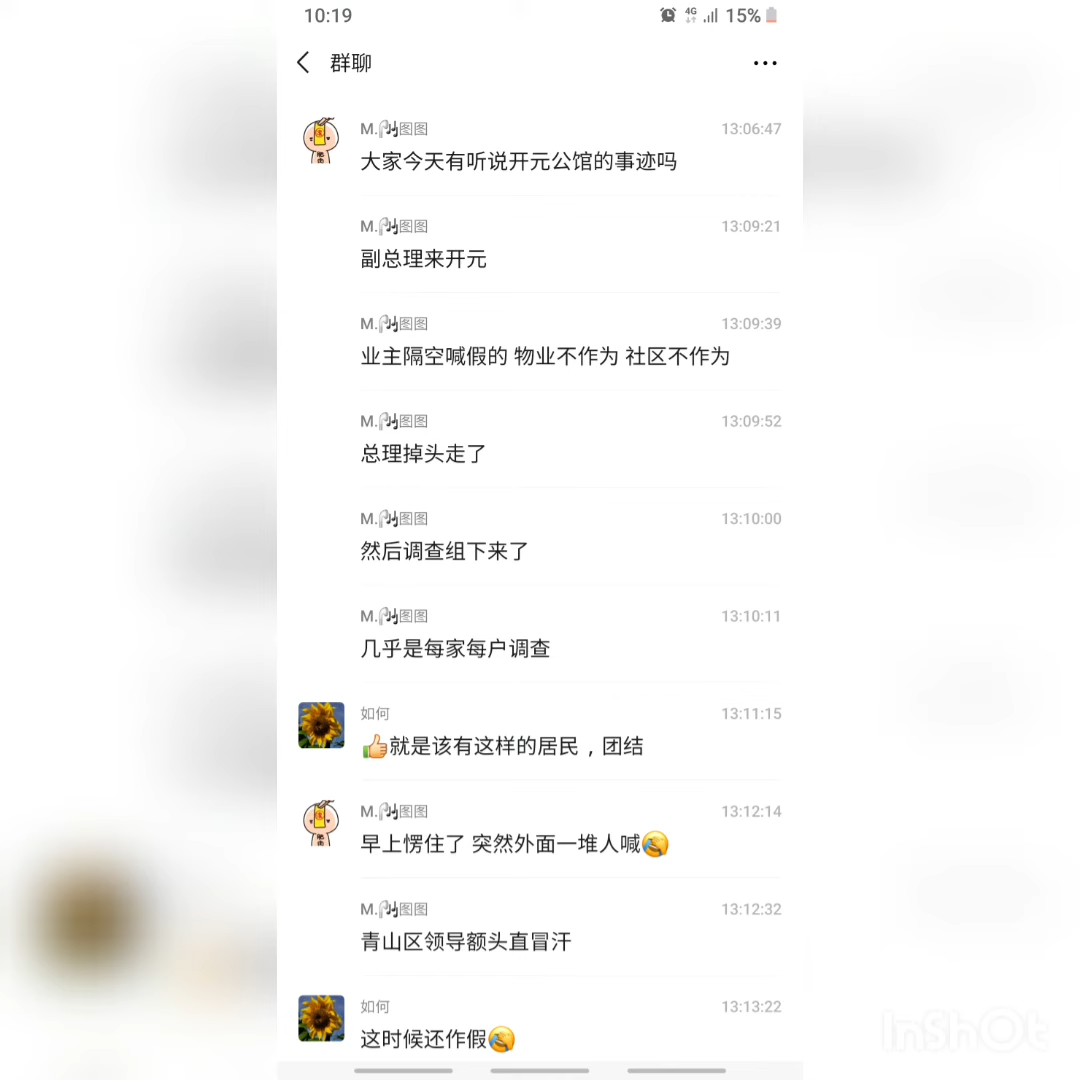 10:19
4G
15%
群聊
M.图图
13:06:47
大家今天有听说开元公馆的事迹吗
M.图图
13:09:21
副总理来开元
M.图图
13:09:39
业主隔空喊假的 物业不作为 社区不作为
M.图图
13:09:52
总理掉头走了
M.图图
13:10:00
然后调查组下来了
M.图图
13:10:11
几乎是每家每户调查
如何
13:11:15
👍就是该有这样的居民，团结
M.图图
13:12:14
早上愣住了 突然外面一堆人喊🤣
M.图图
13:12:32
青山区领导额头直冒汗
如何
13:13:22
这时候还作假🤣
InShOt